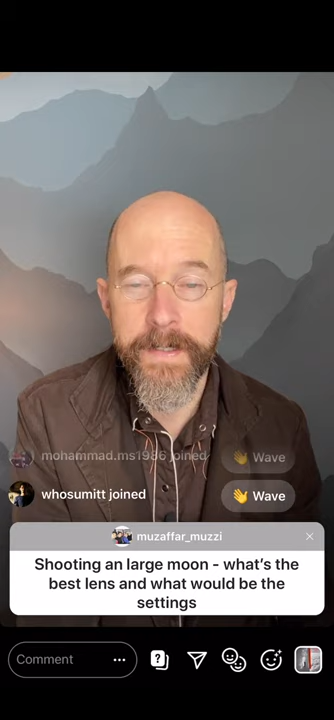 mohammad.ms1986 joined
👋 Wave
whosumitt joined
👋 Wave
muzaffar_muzzi
Shooting an large moon - what's the
best lens and what would be the
settings
Comment